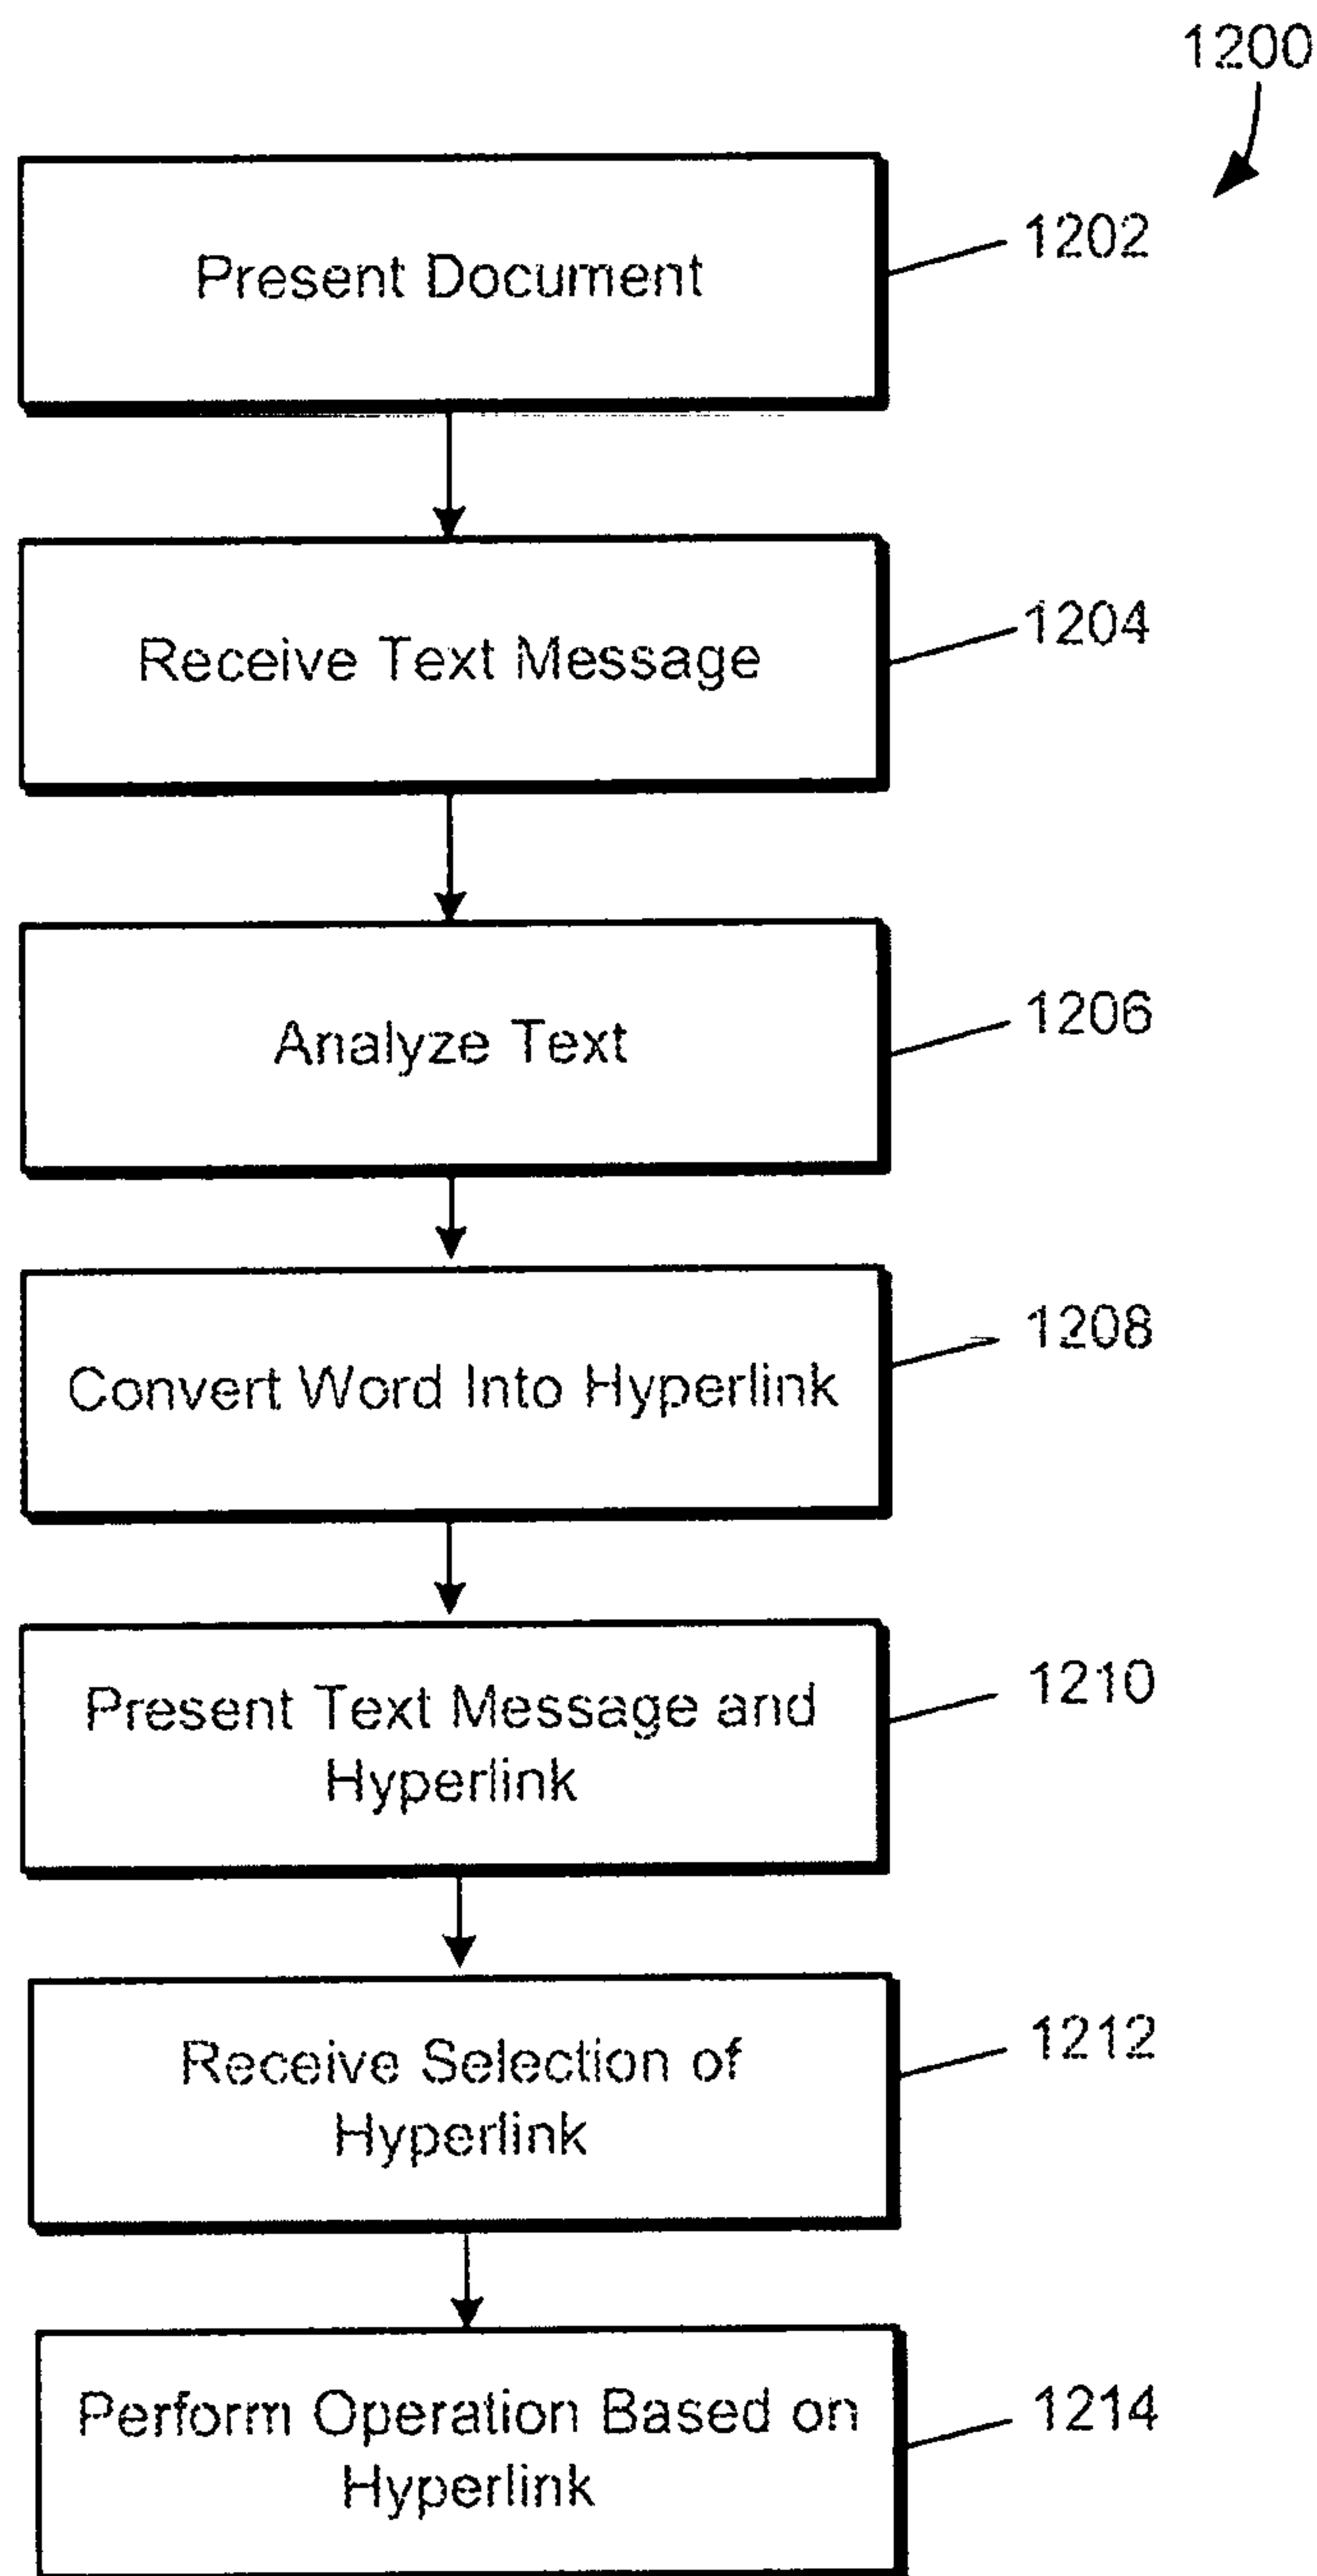 1200
Present Document
1202
Receive Text Message
1204
Analyze Text
1206
Convert Word Into Hyperlink
1208
Present Text Message and
Hyperlink
1210
Receive Selection of
Hyperlink
1212
Perform Operation Based on
Hyperlink
1214